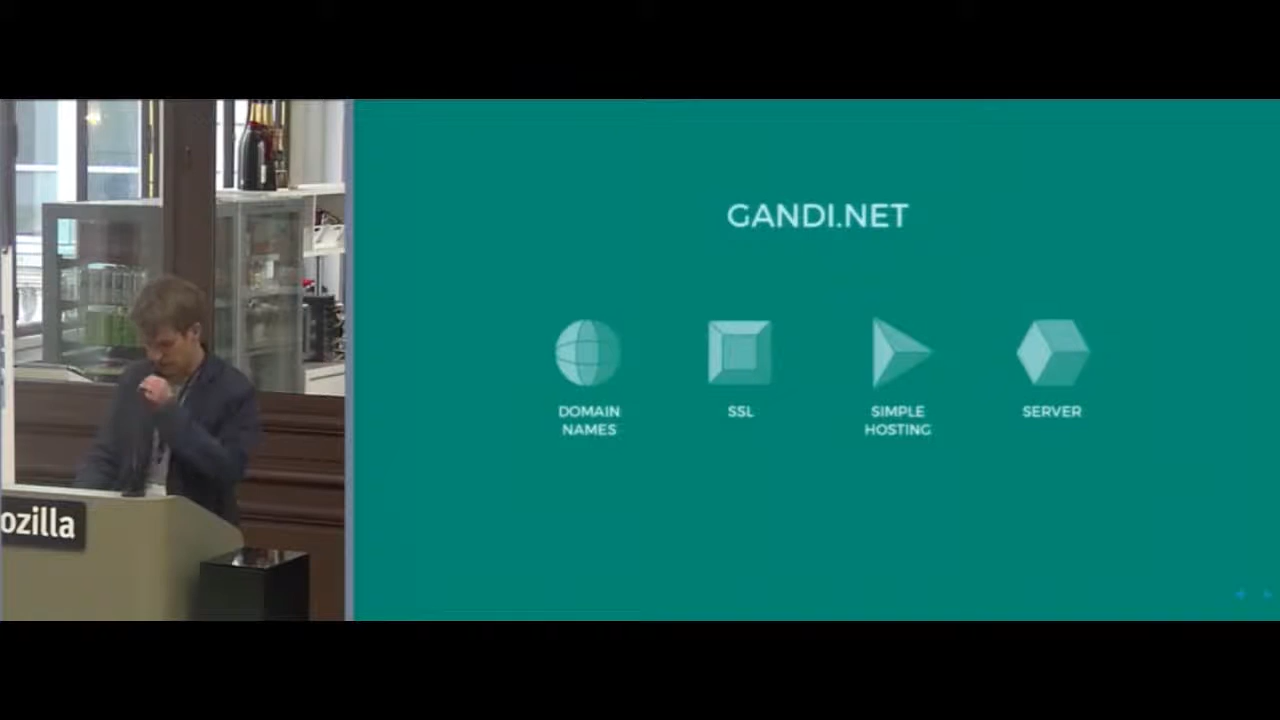 GANDI.NET
DOMAIN
NAMES
SSL
SIMPLE
HOSTING
SERVER
ozilla